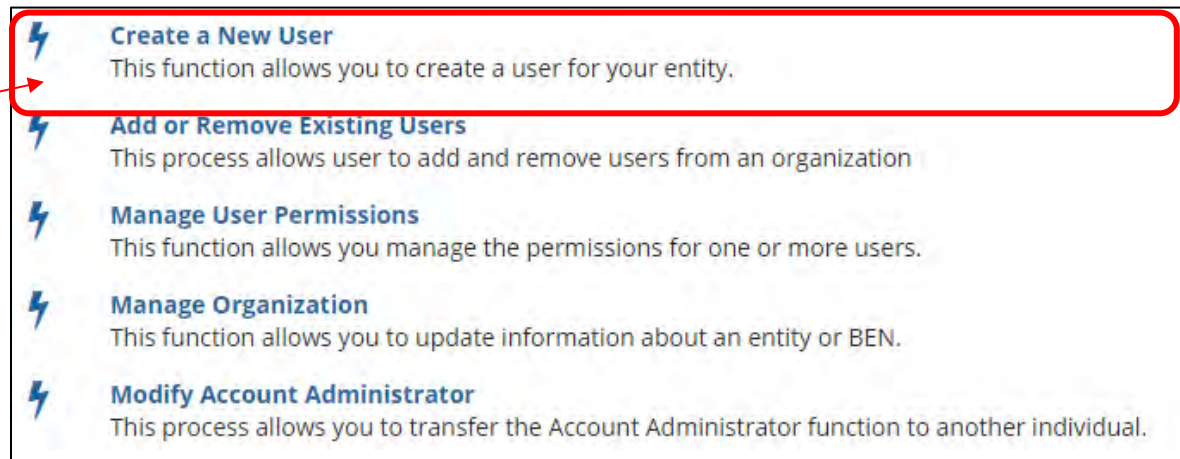 Create a New User
This function allows you to create a user for your entity.
Add or Remove Existing Users
This process allows user to add and remove users from an organization
Manage User Permissions
This function allows you manage the permissions for one or more users.
Manage Organization
This function allows you to update information about an entity or BEN.
Modify Account Administrator
This process allows you to transfer the Account Administrator function to another individual.